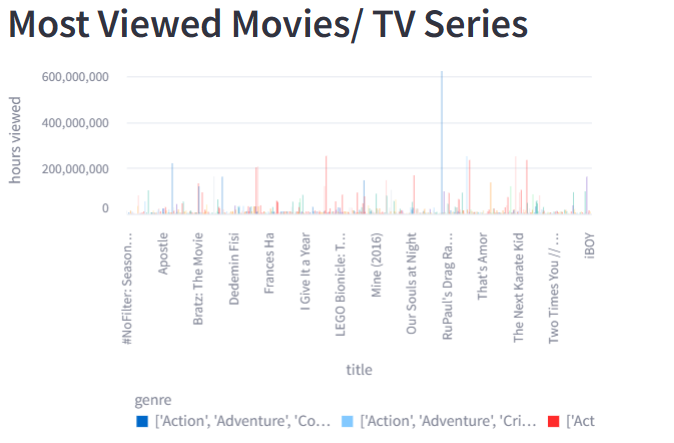 Most Viewed Movies/ TV Series
600,000,000
400,000,000
200,000,000
0
hours viewed
#NoFilter: Season…
Apostle
Bratz: The Movie
Dedemin Fisi
Frances Ha
I Give It a Year
LEGO Bionicle: T…
Mine (2016)
Our Souls at Night
RuPaul's Drag Ra…
That's Amor
The Next Karate Kid
Two Times You // …
iBOY
title
genre
['Action', 'Adventure', 'Co… ['Action', 'Adventure', 'Cri… ['Act